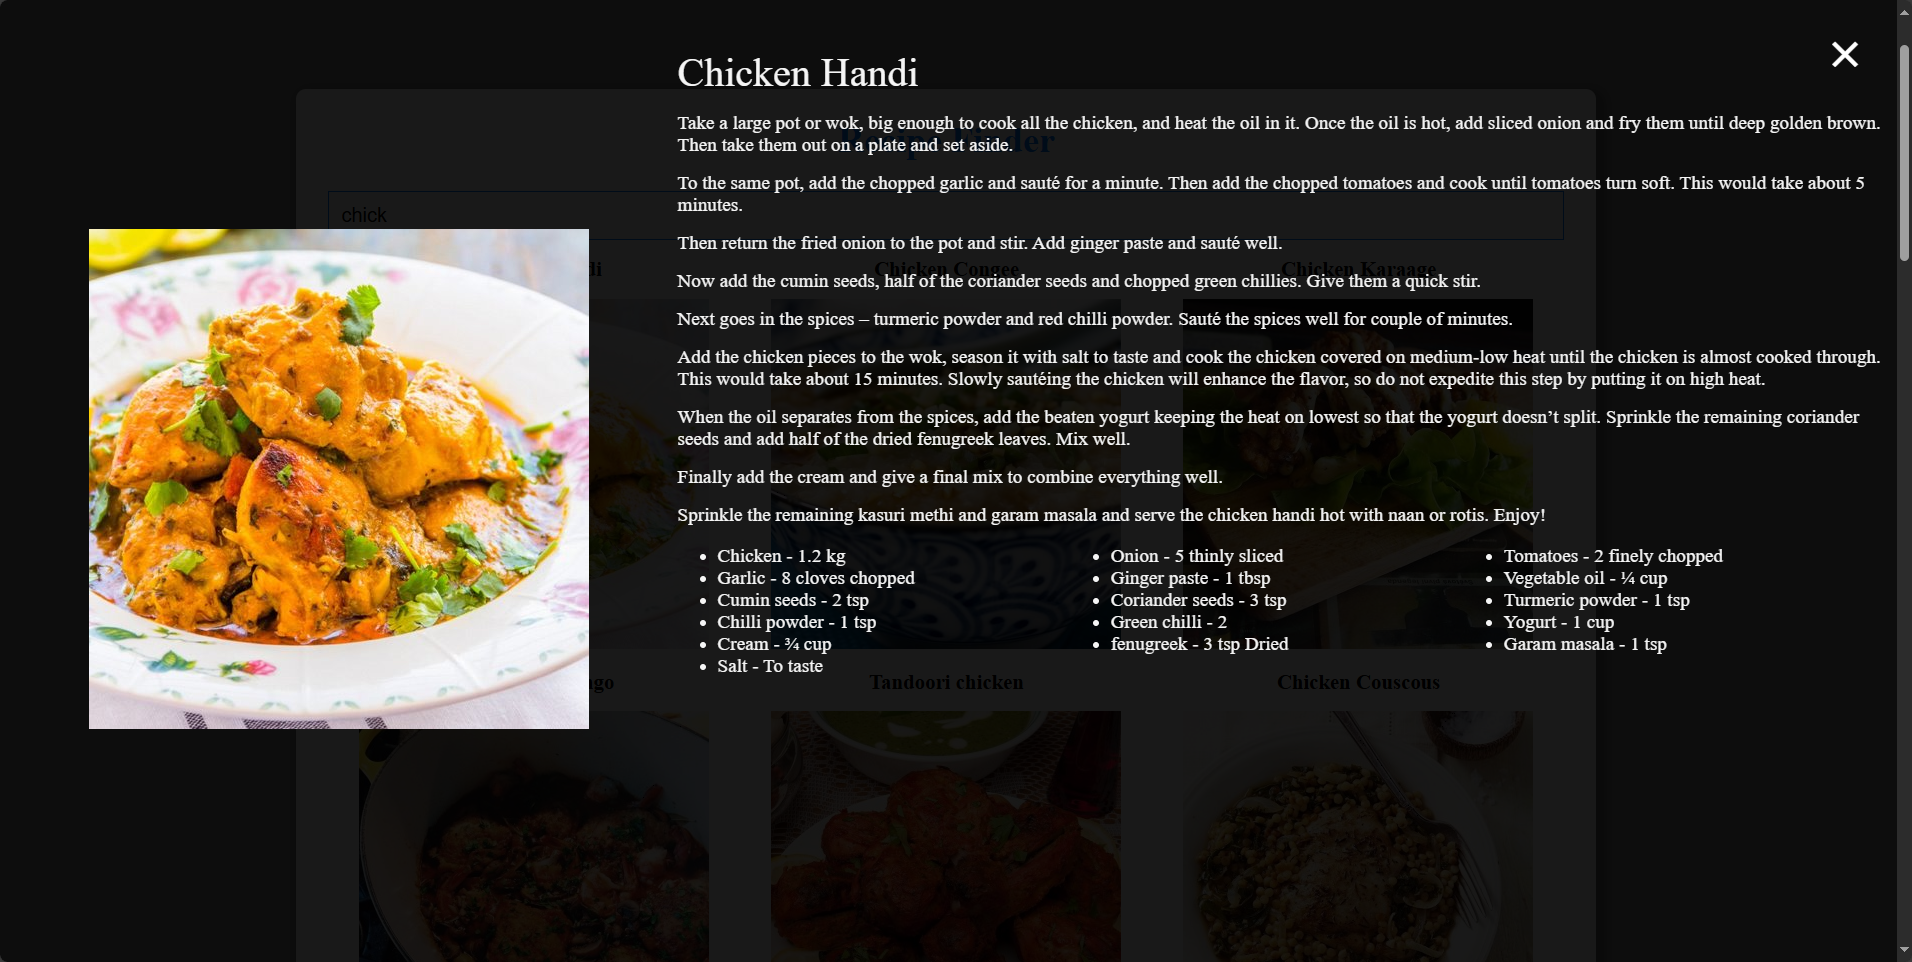 Chicken Handi
Take a large pot or wok, big enough to cook all the chicken, and heat the oil in it. Once the oil is hot, add sliced onion and fry them until deep golden brown.
Then take them out on a plate and set aside.
To the same pot, add the chopped garlic and sauté for a minute. Then add the chopped tomatoes and cook until tomatoes turn soft. This would take about 5
minutes.
chick
Then return the fried onion to the pot and stir. Add ginger paste and sauté well.
Chicken Congee
Chicken Karaage
Now add the cumin seeds, half of the coriander seeds and chopped green chillies. Give them a quick stir.
Next goes in the spices – turmeric powder and red chilli powder. Sauté the spices well for couple of minutes.
Add the chicken pieces to the wok, season it with salt to taste and cook the chicken covered on medium-low heat until the chicken is almost cooked through.
This would take about 15 minutes. Slowly sautéing the chicken will enhance the flavor, so do not expedite this step by putting it on high heat.
When the oil separates from the spices, add the beaten yogurt keeping the heat on lowest so that the yogurt doesn’t split. Sprinkle the remaining coriander
seeds and add half of the dried fenugreek leaves. Mix well.
Finally add the cream and give a final mix to combine everything well.
Sprinkle the remaining kasuri methi and garam masala and serve the chicken handi hot with naan or rotis. Enjoy!
• Chicken - 1.2 kg
• Onion - 5 thinly sliced
• Tomatoes - 2 finely chopped
• Garlic - 8 cloves chopped
• Ginger paste - 1 tbsp
• Vegetable oil - ¼ cup
• Cumin seeds - 2 tsp
• Coriander seeds - 3 tsp
• Turmeric powder - 1 tsp
• Chilli powder - 1 tsp
• Green chilli - 2
• Yogurt - 1 cup
• Cream - ¾ cup
• fenugreek - 3 tsp Dried
• Garam masala - 1 tsp
• Salt - To taste
Tandoori chicken
Chicken Couscous